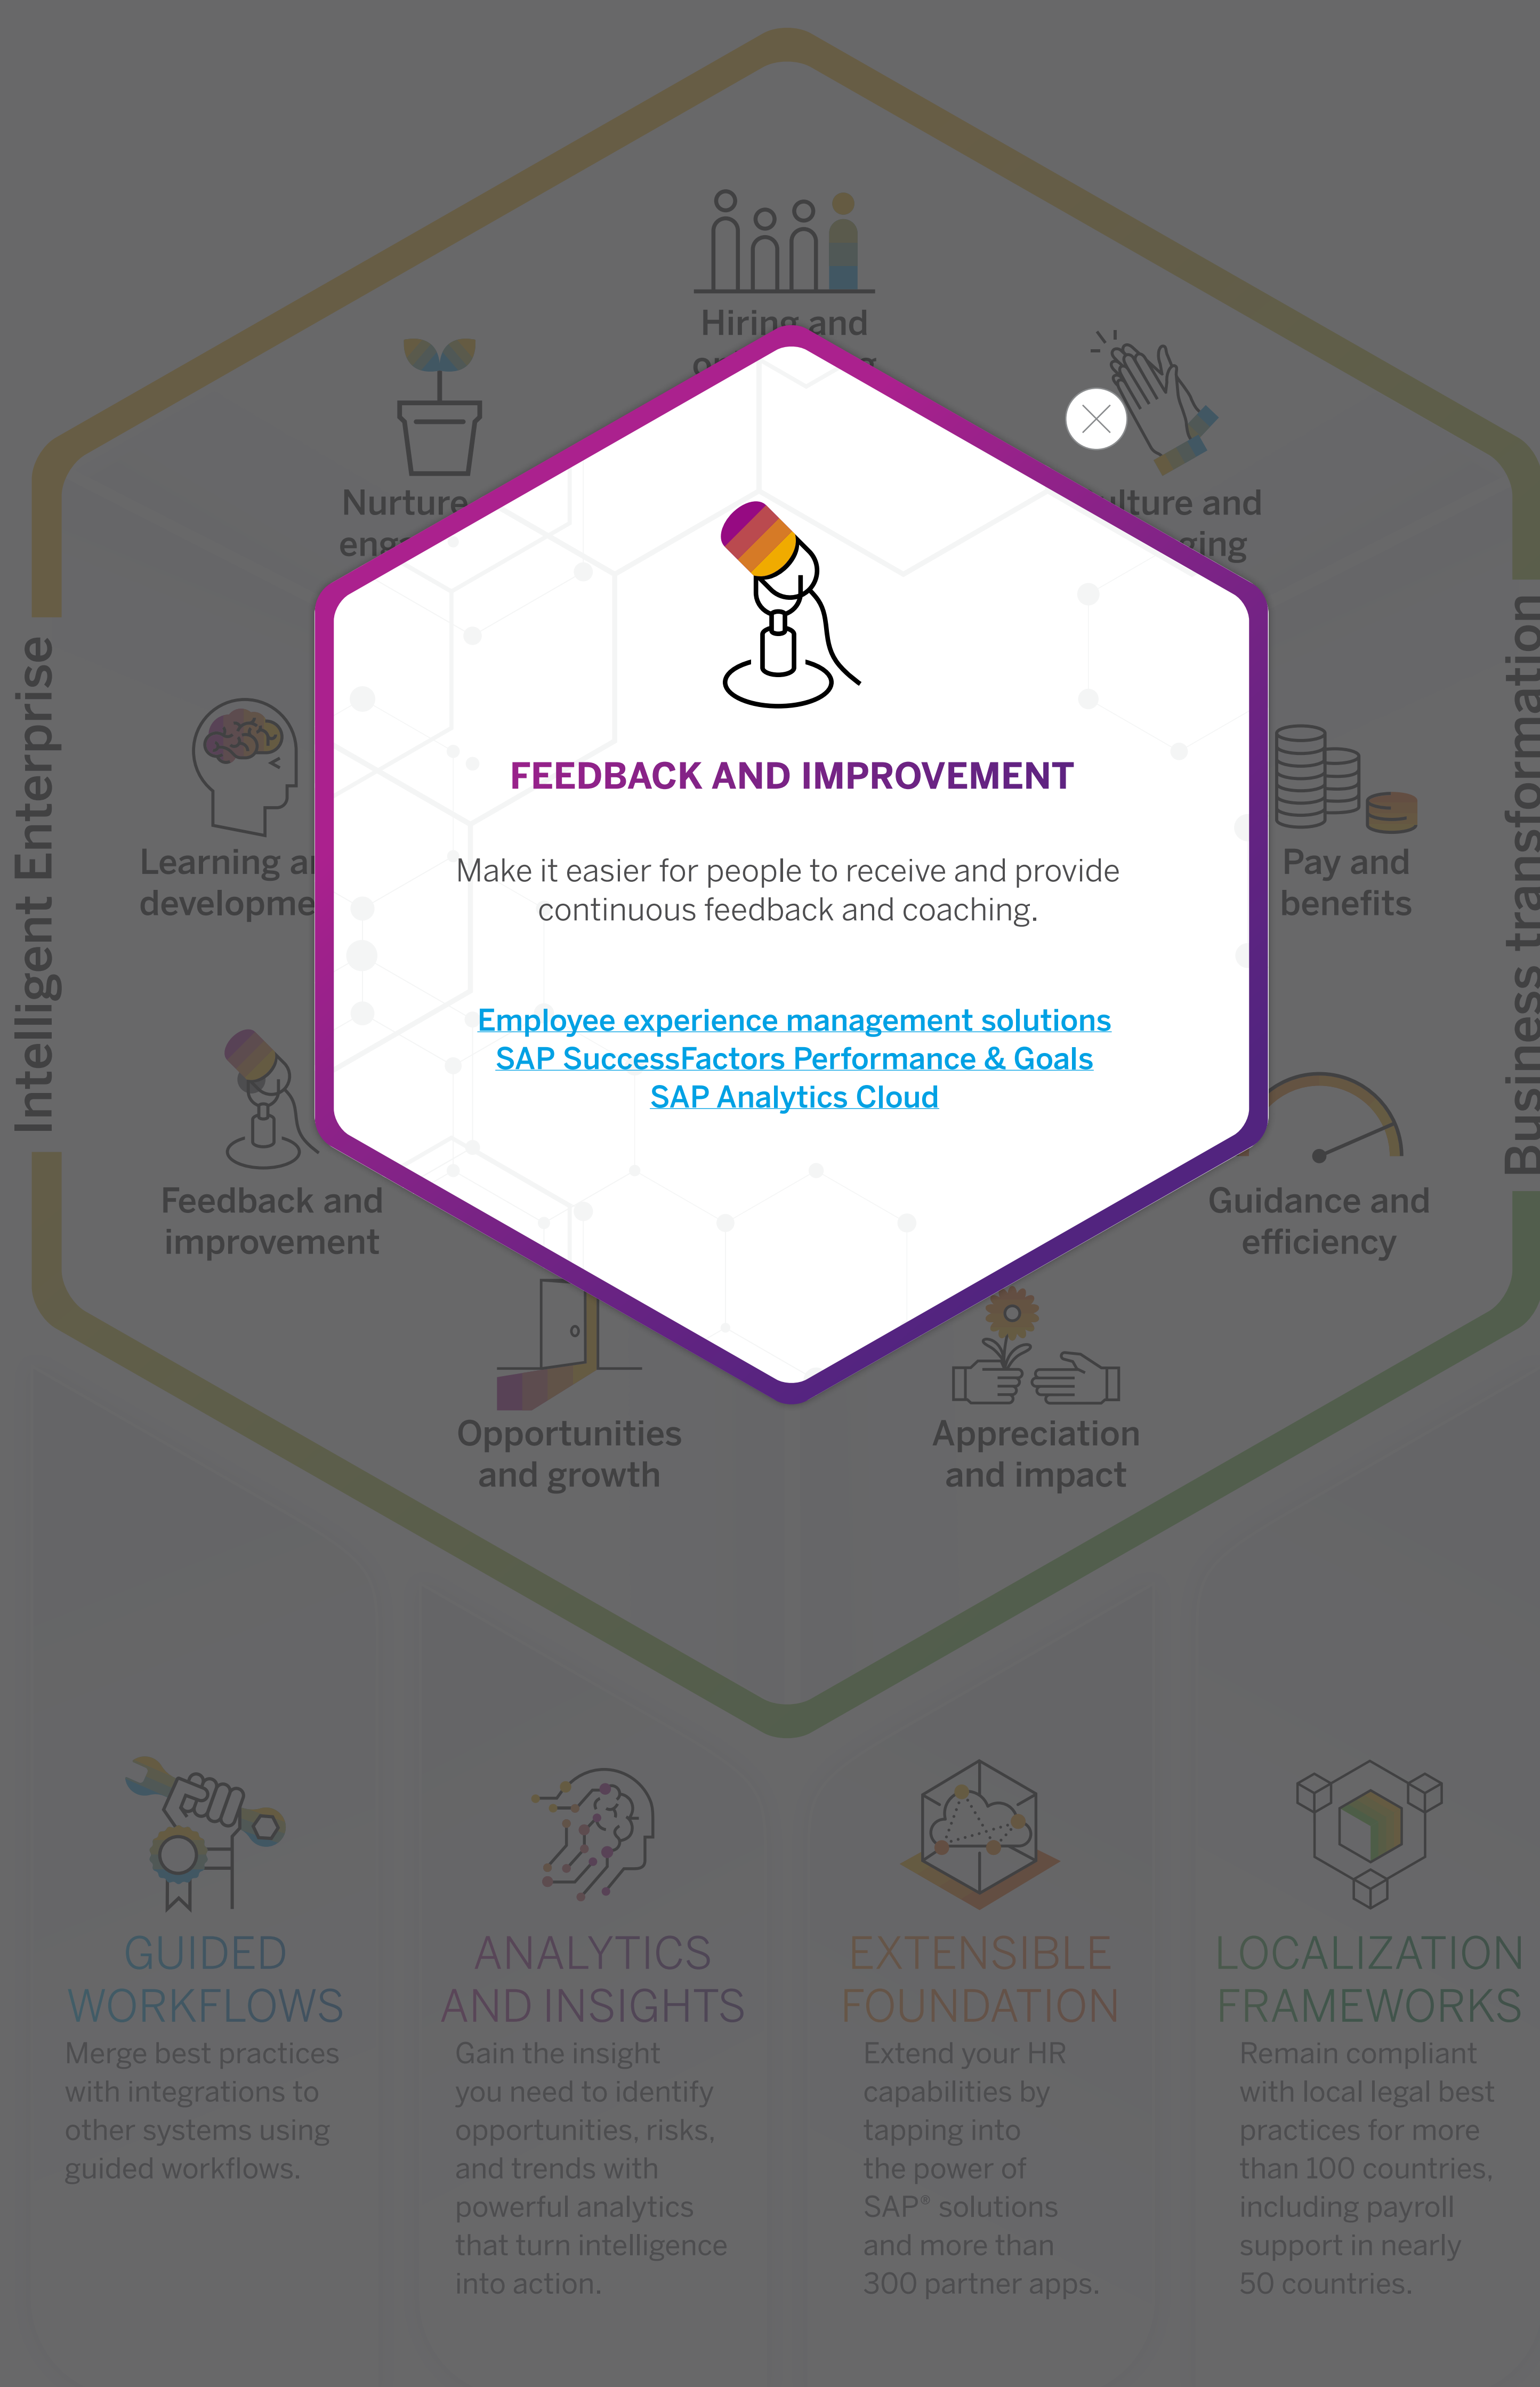 Hiring and
Nurture
Culture and
Intelligent Enterprise
Business transformation
FEEDBACK AND IMPROVEMENT
Make it easier for people to receive and provide
continuous feedback and coaching.
Employee experience management solutions
SAP SuccessFactors Performance & Goals
SAP Analytics Cloud
Learning
Pay and
benefits
Feedback and
improvement
Guidance and
efficiency
Opportunities
and growth
Appreciation
and impact
GUIDED
WORKFLOWS
Merge best practices
with integrations to
other systems using
guided workflows.
ANALYTICS
AND INSIGHTS
Gain the insight
you need to identify
opportunities, risks,
and trends with
powerful analytics
that turn intelligence
into action.
EXTENSIBLE
FOUNDATION
Extend your HR
capabilities by
tapping into
the power of
SAP® solutions
and more than
300 partner apps.
LOCALIZATION
FRAMEWORKS
Remain compliant
with local legal best
practices for more
than 100 countries,
including payroll
support in nearly
50 countries.